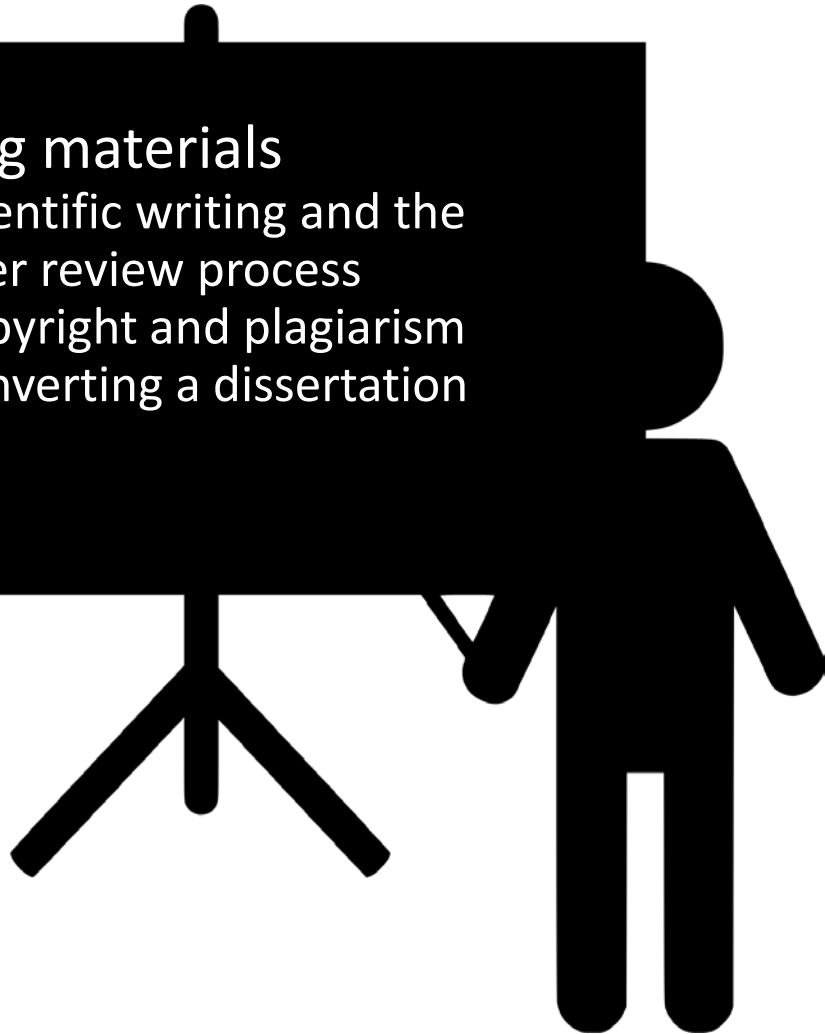 g materials
entific writing and the
er review process
pyright and plagiarism
nverting a dissertation